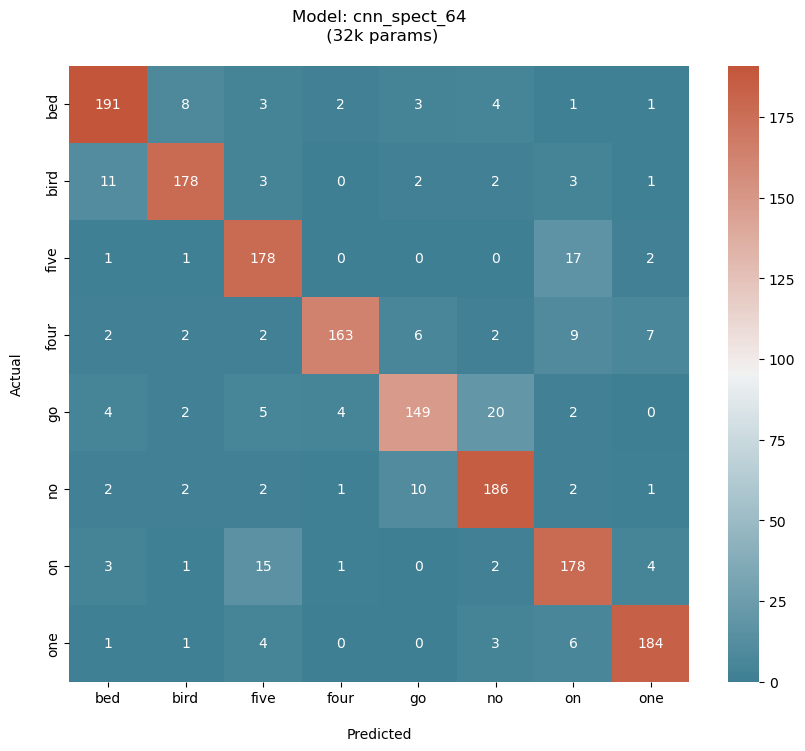 Model: cnn_spect_64
(32k params)
bed 191 8 3 2 3 4 1 1
bird 11 178 3 0 2 2 3 1
five 1 1 178 0 0 0 17 2
four 2 2 2 163 6 2 9 7
go 4 2 5 4 149 20 2 0
no 2 2 2 1 10 186 2 1
on 3 1 15 1 0 2 178 4
one 1 1 4 0 0 3 6 184
bed bird five four go no on one
Predicted
Actual
175
150
125
100
75
50
25
0